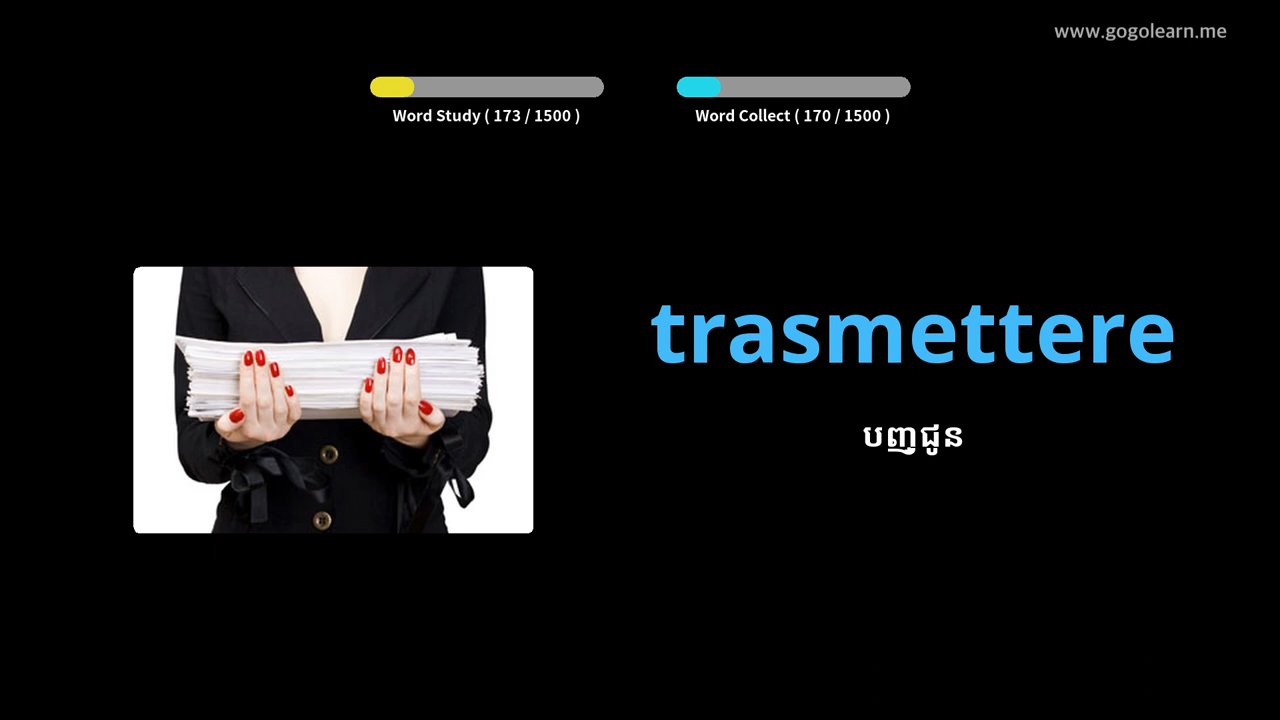 www.gogolearn.me
Word Study ( 173 / 1500 )
Word Collect ( 170 / 1500 )
trasmettere
បញ្ជូន